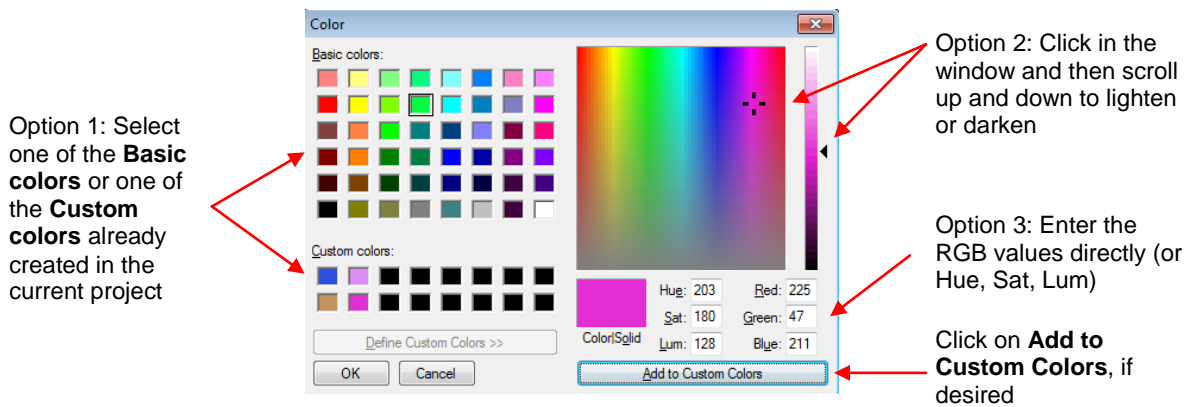 Option 1: Select
one of the Basic
colors or one of
the Custom
colors already
created in the
current project
Color
Basic colors:
Custom colors:
Define Custom Colors >>
OK
Cancel
Color|Solid
Hue: 203
Sat: 180
Lum: 128
Red: 225
Green: 47
Blue: 211
Add to Custom Colors
Option 2: Click in the
window and then scroll
up and down to lighten
or darken
Option 3: Enter the
RGB values directly (or
Hue, Sat, Lum)
Click on Add to
Custom Colors, if
desired